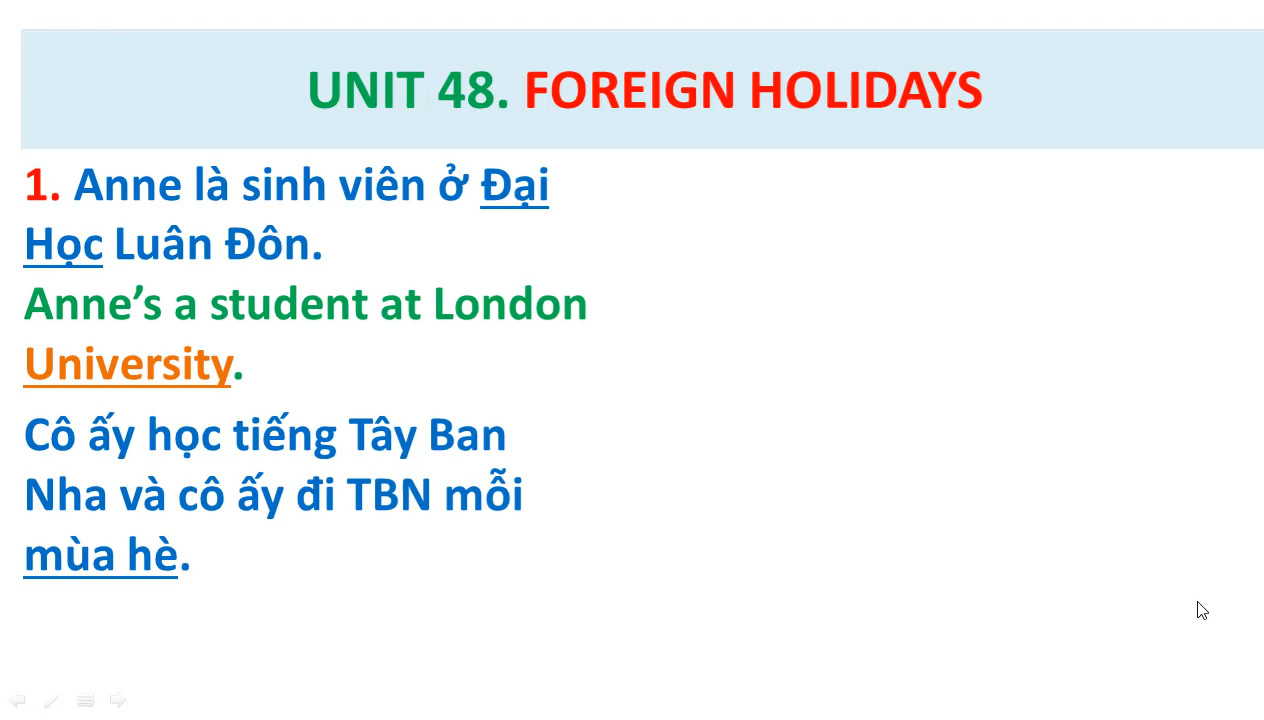 UNIT 48. FOREIGN HOLIDAYS
1. Anne là sinh viên ở Đại
Học Luân Đôn.
Anne’s a student at London
University.
Cô ấy học tiếng Tây Ban
Nha và cô ấy đi TBN mỗi
mùa hè.